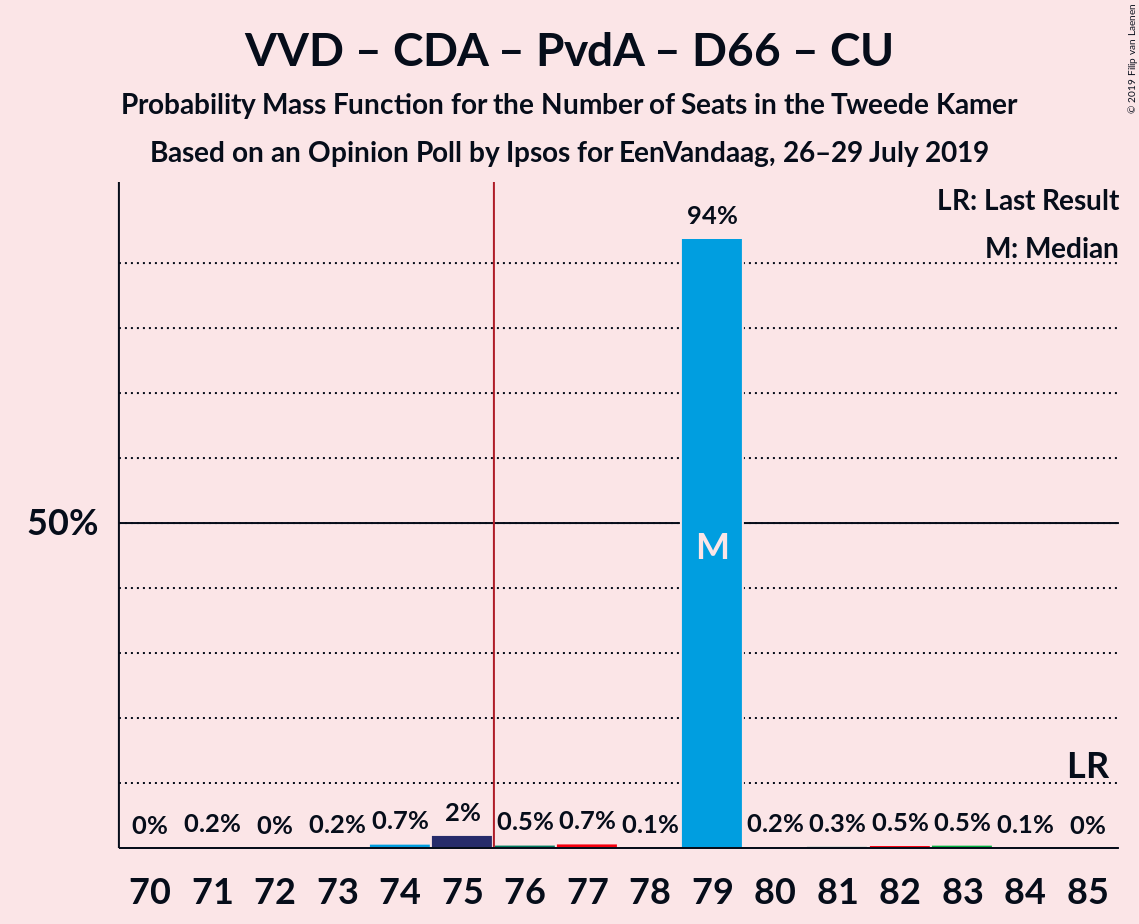 VVD – CDA – PvdA – D66 – CU
Probability Mass Function for the Number of Seats in the Tweede Kamer
Based on an Opinion Poll by Ipsos for EenVandaag, 26–29 July 2019
© 2019 Filip van Laenen
LR: Last Result
M: Median
94%
50%
M
LR
0% 0.2% 0% 0.2% 0.7% 2% 0.5% 0.7% 0.1% 0.2% 0.3% 0.5% 0.5% 0.1% 0%
70 71 72 73 74 75 76 77 78 79 80 81 82 83 84 85